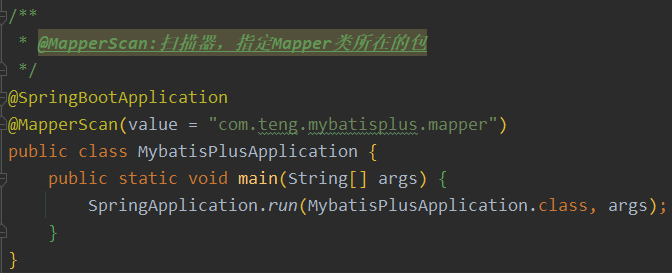 /**
 * @MapperScan:扫描器，指定Mapper类所在的包
 */
@SpringBootApplication
@MapperScan(value = "com.teng.mybatisplus.mapper")
public class MybatisPlusApplication {
    public static void main(String[] args) {
        SpringApplication.run(MybatisPlusApplication.class, args);
    }
}